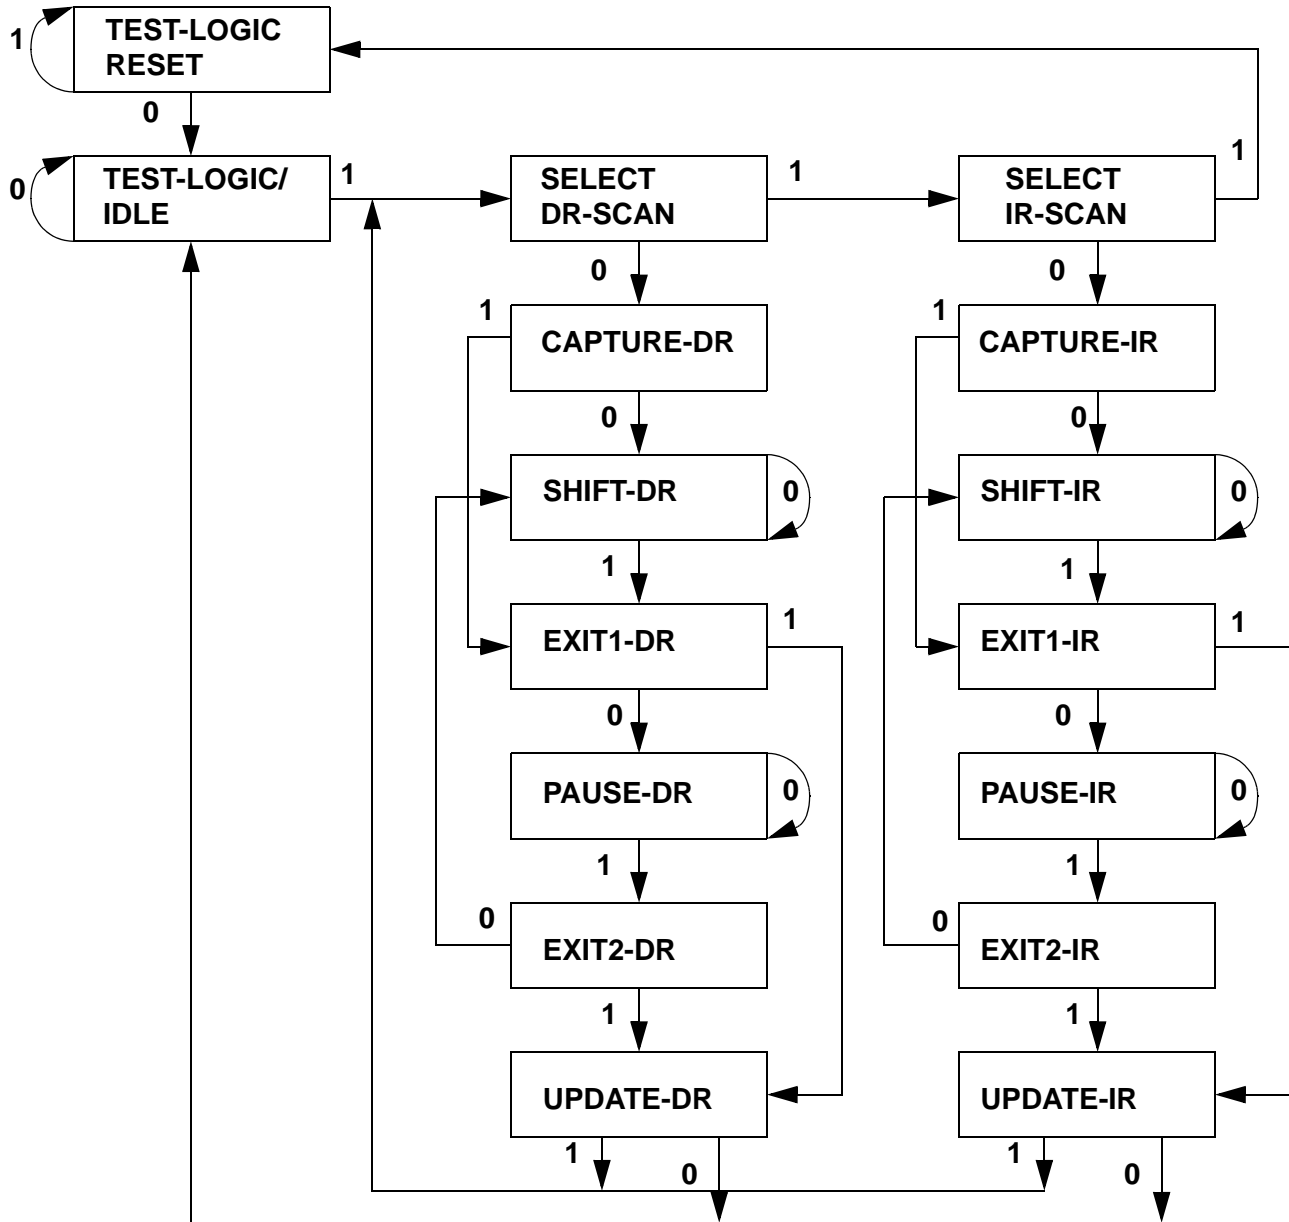 TEST-LOGIC
RESET
1
0
TEST-LOGIC/
IDLE
0
1
SELECT
DR-SCAN
1
SELECT
IR-SCAN
1
0
0
1
CAPTURE-DR
1
CAPTURE-IR
0
0
SHIFT-DR
0
SHIFT-IR
0
1
1
EXIT1-DR
1
EXIT1-IR
1
0
0
PAUSE-DR
0
PAUSE-IR
0
1
1
0
EXIT2-DR
0
EXIT2-IR
1
1
UPDATE-DR
UPDATE-IR
1
0
1
0